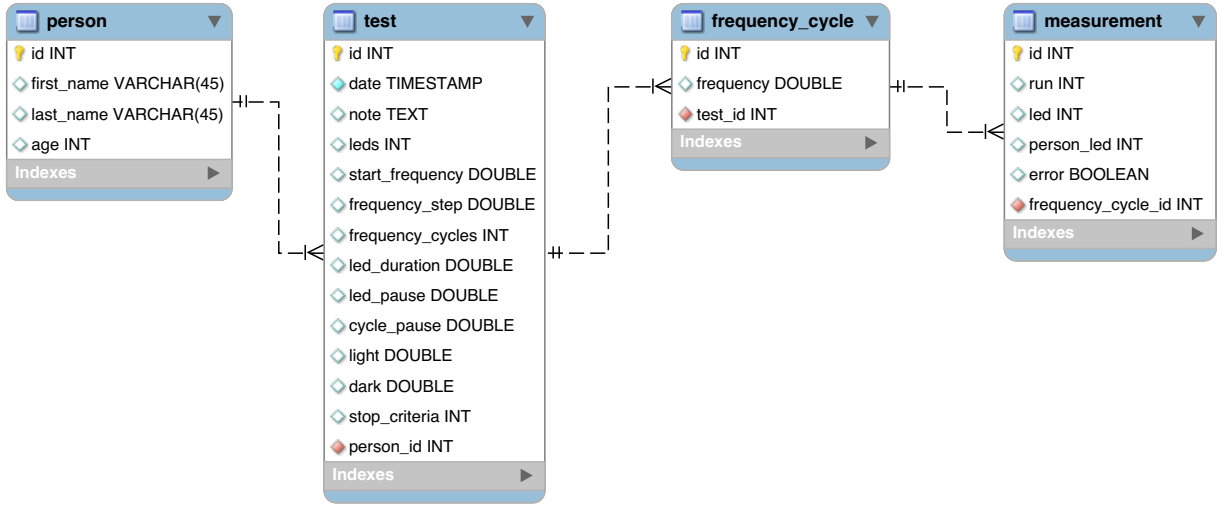 person
id INT
first_name VARCHAR(45)
last_name VARCHAR(45)
age INT
Indexes
test
id INT
date TIMESTAMP
note TEXT
leds INT
start_frequency DOUBLE
frequency_step DOUBLE
frequency_cycles INT
led_duration DOUBLE
led_pause DOUBLE
cycle_pause DOUBLE
light DOUBLE
dark DOUBLE
stop_criteria INT
person_id INT
Indexes
frequency_cycle
id INT
frequency DOUBLE
test_id INT
Indexes
measurement
id INT
run INT
led INT
person_led INT
error BOOLEAN
frequency_cycle_id INT
Indexes